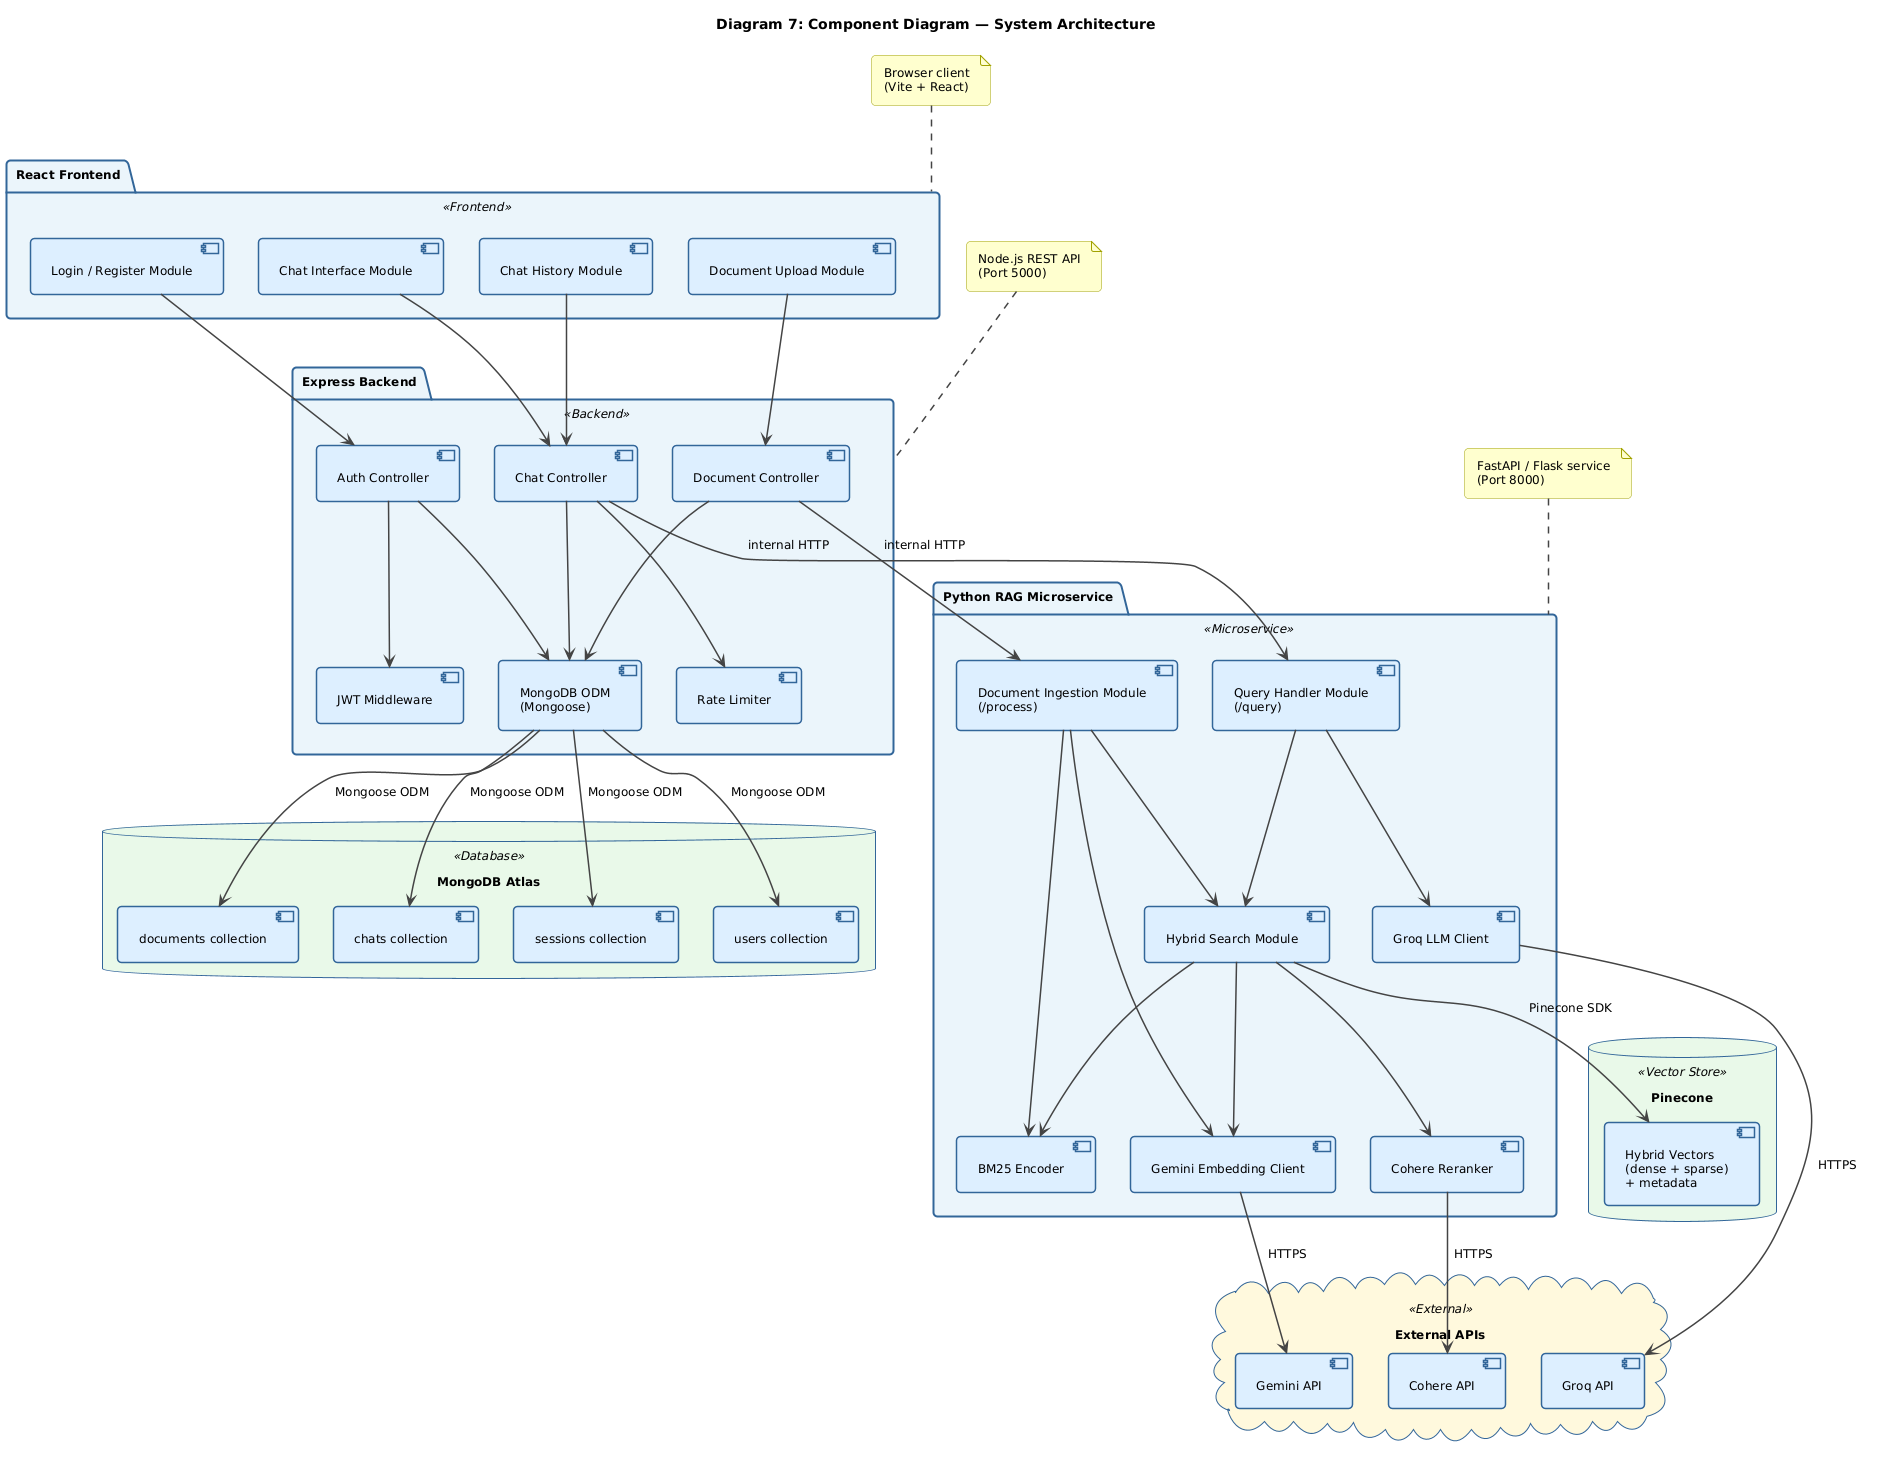 Diagram 7: Component Diagram — System Architecture
Browser client
(Vite + React)
React Frontend
«Frontend»
Login / Register Module
Chat Interface Module
Chat History Module
Document Upload Module
Node.js REST API
(Port 5000)
Express Backend
«Backend»
Auth Controller
Chat Controller
Document Controller
FastAPI / Flask service
(Port 8000)
internal HTTP
internal HTTP
Python RAG Microservice
«Microservice»
JWT Middleware
MongoDB ODM
(Mongoose)
Rate Limiter
Document Ingestion Module
(/process)
Query Handler Module
(/query)
Mongoose ODM
Mongoose ODM
Mongoose ODM
Mongoose ODM
«Database»
MongoDB Atlas
documents collection
chats collection
sessions collection
users collection
Hybrid Search Module
Groq LLM Client
Pinecone SDK
«Vector Store»
Pinecone
Hybrid Vectors
(dense + sparse)
+ metadata
BM25 Encoder
Gemini Embedding Client
Cohere Reranker
HTTPS
HTTPS
HTTPS
«External»
External APIs
Gemini API
Cohere API
Groq API